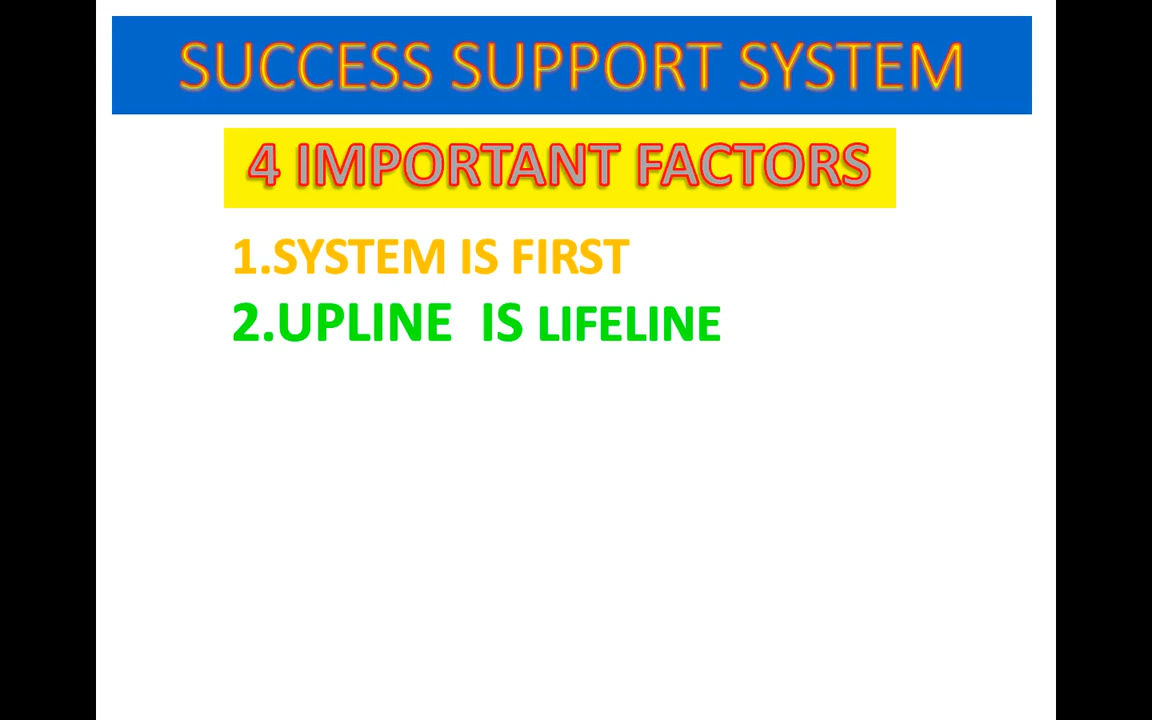 SUCCESS SUPPORT SYSTEM
4 IMPORTANT FACTORS
1.SYSTEM IS FIRST
2.UPLINE IS LIFELINE